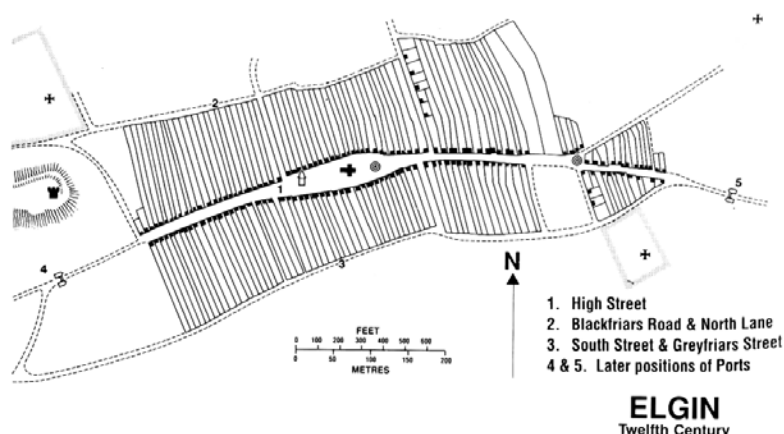 2
1
5
4
3
N
FEET
0 100 200 300 400 500 600
0 50 100 150 200
METRES
1. High Street
2. Blackfriars Road & North Lane
3. South Street & Greyfriars Street
4 & 5. Later positions of Ports
ELGIN
Twelfth Century